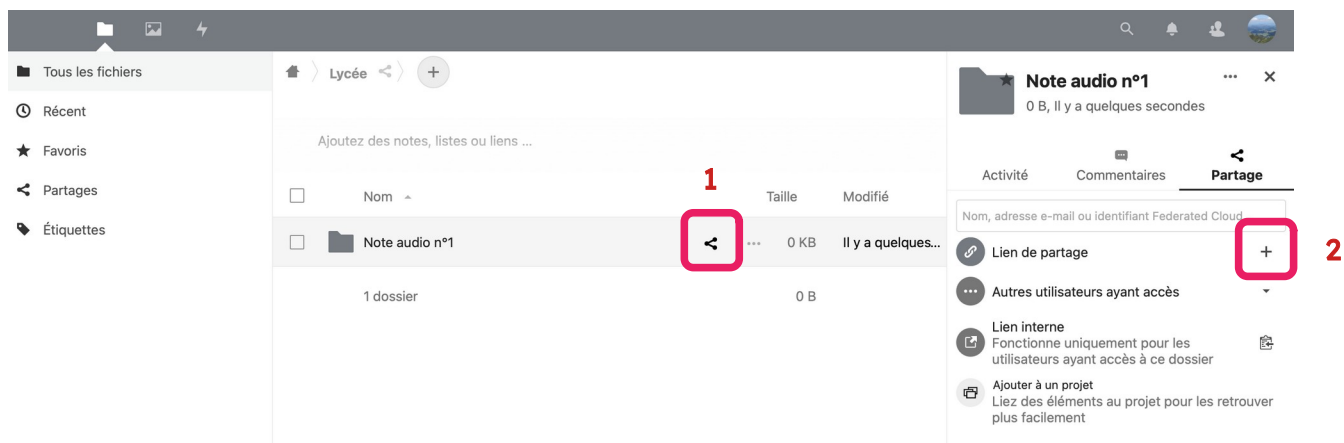 Tous les fichiers
Récent
Favoris
Partages
Étiquettes
Lycée
Ajoutez des notes, listes ou liens ...
Nom
Taille
Modifié
1
Note audio n°1
0 KB
Il y a quelques...
1 dossier
0 B
Note audio n°1
0 B, Il y a quelques secondes
Activité
Commentaires
Partage
Nom, adresse e-mail ou identifiant Federated Cloud
Lien de partage
2
Autres utilisateurs ayant accès
Lien interne
Fonctionne uniquement pour les
utilisateurs ayant accès à ce dossier
Ajouter à un projet
Liez des éléments au projet pour les retrouver
plus facilement